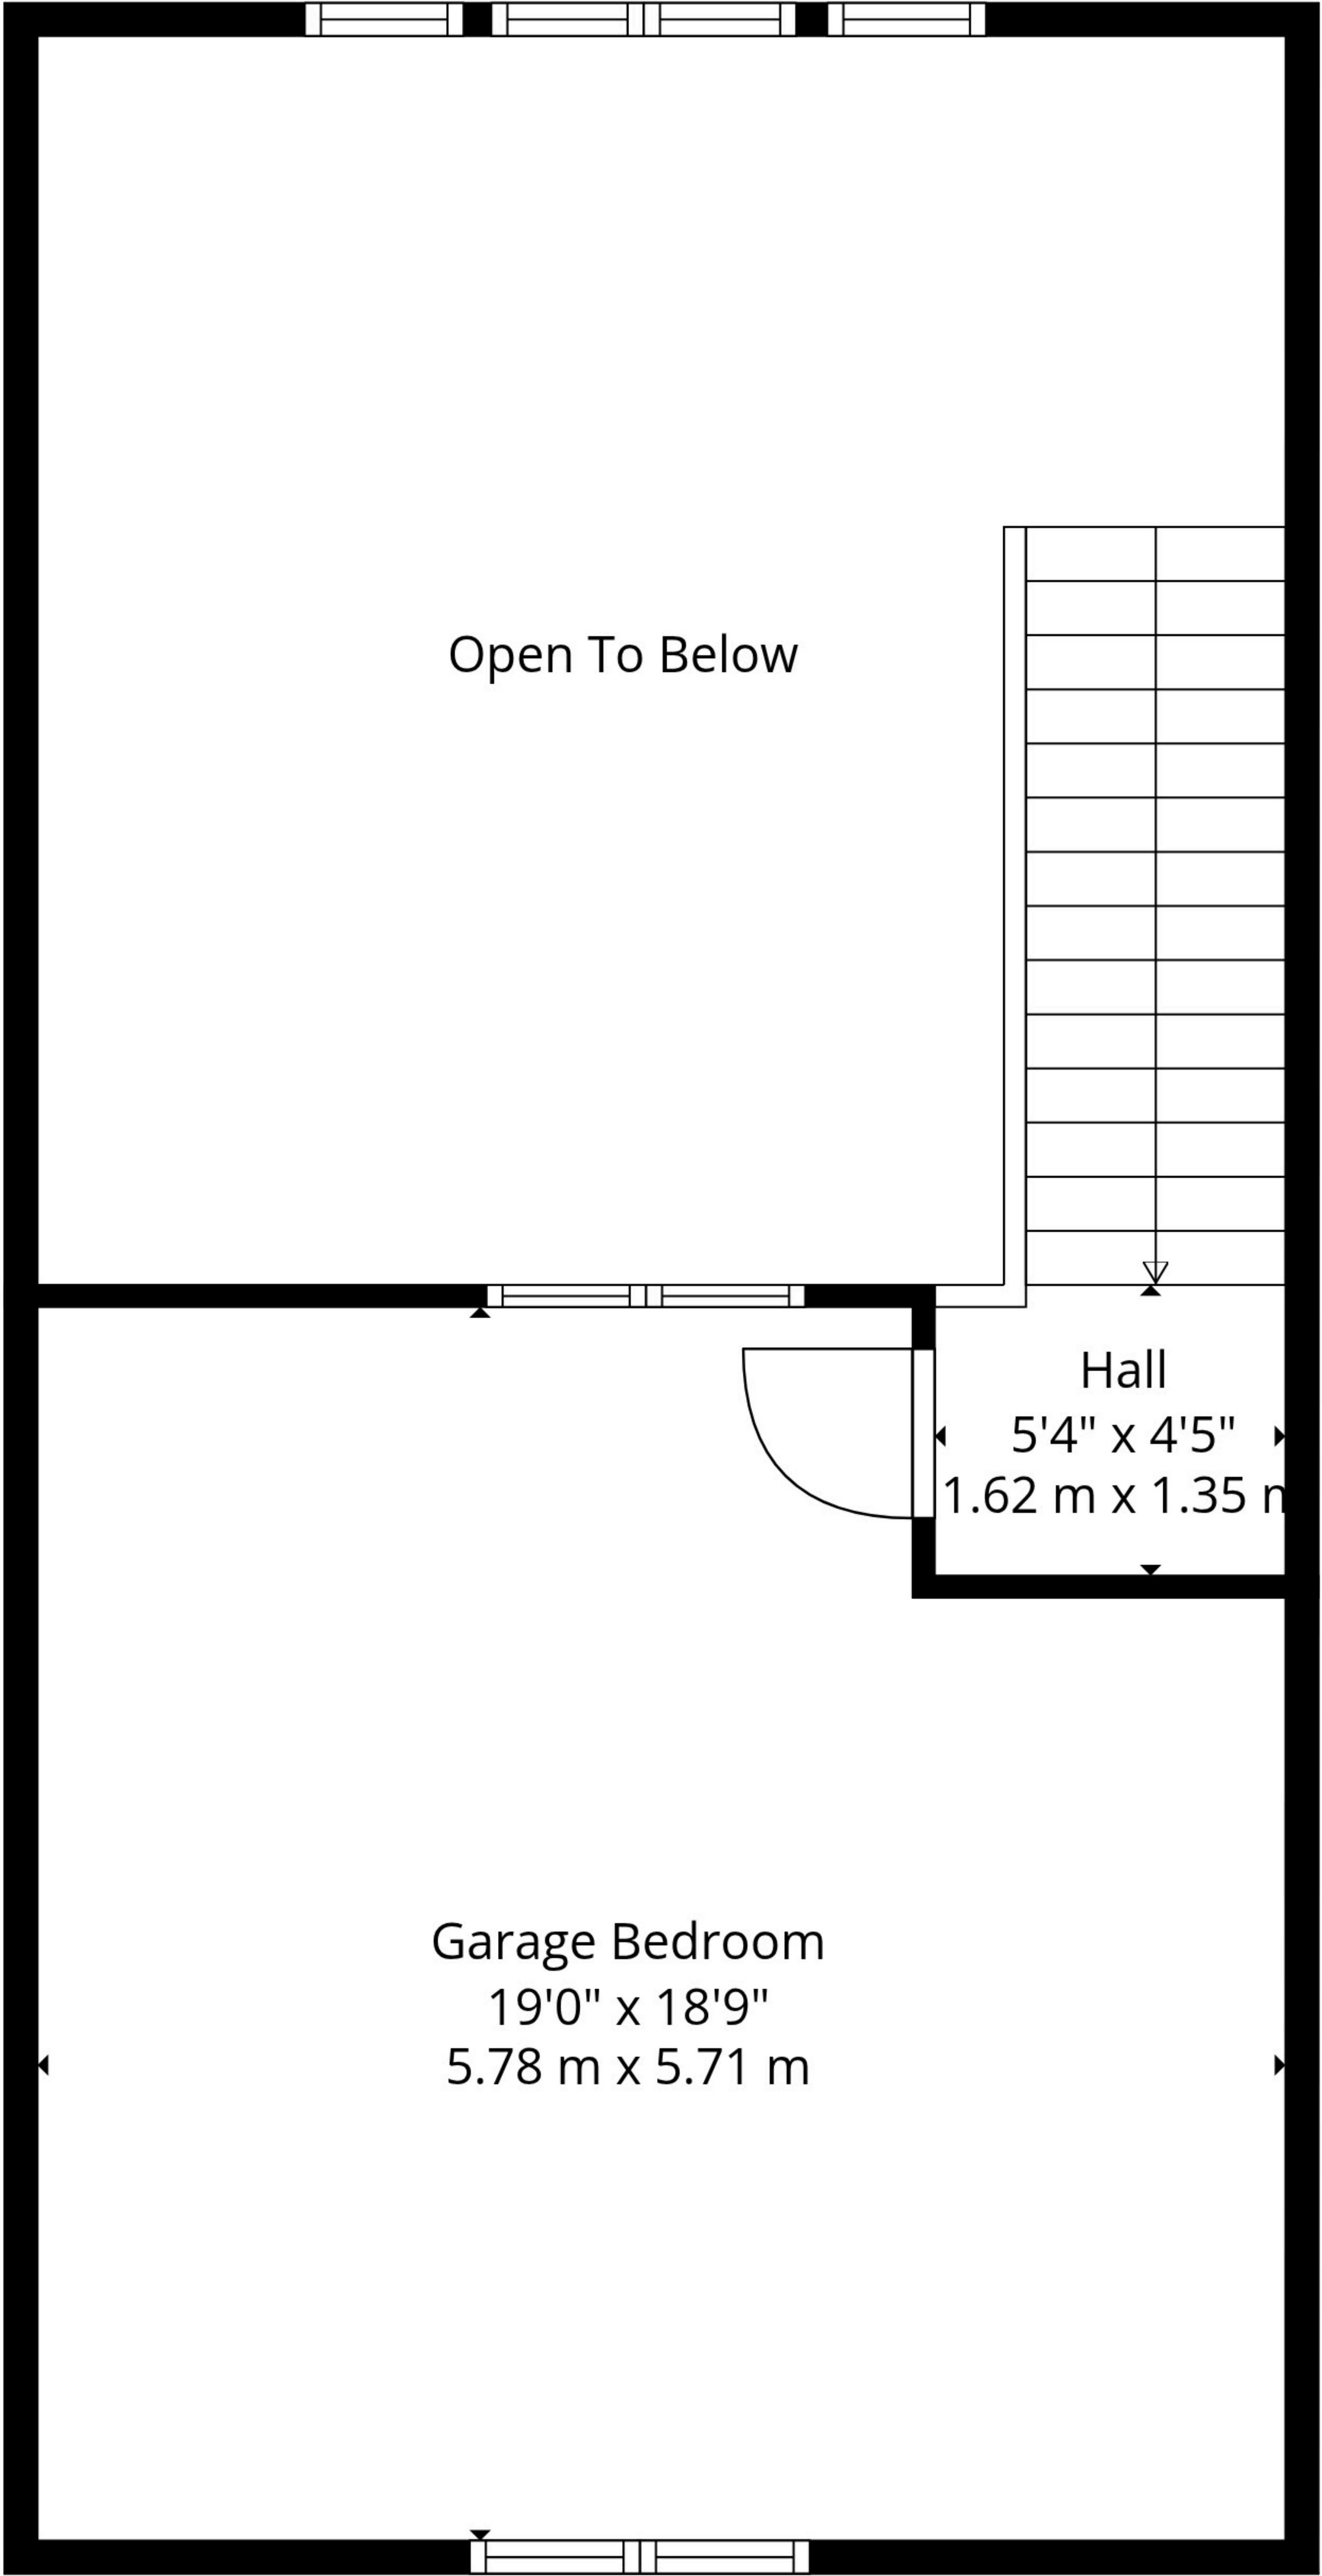 Open To Below
Hall
5'4" x 4'5"
1.62 m x 1.35
Garage Bedroom
19'0" x 18'9"
5.78 m x 5.71 m